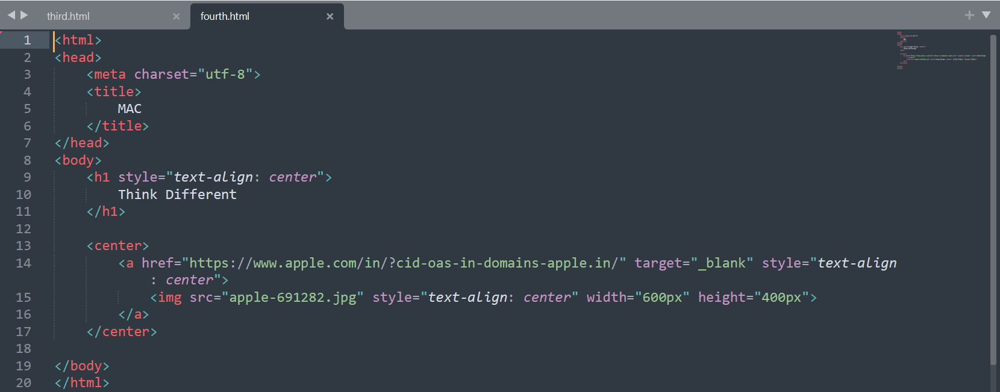 third.html
fourth.html
1 <html>
2 <head>
3 <meta charset="utf-8">
4 <title>
5 MAC
6 </title>
7 </head>
8 <body>
9 <h1 style="text-align: center">
10 Think Different
11 </h1>
12
13 <center>
14 <a href="https://www.apple.com/in/?cid-oas-in-domains-apple.in/" target="_blank" style="text-align
: center">
15 <img src="apple-691282.jpg" style="text-align: center" width="600px" height="400px">
16 </a>
17 </center>
18
19 </body>
20 </html>